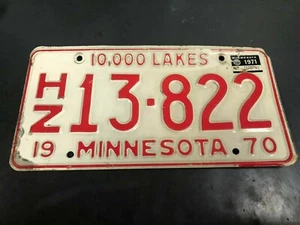 10,000 LAKES
1971
HZ 13-822
19 MINNESOTA 70